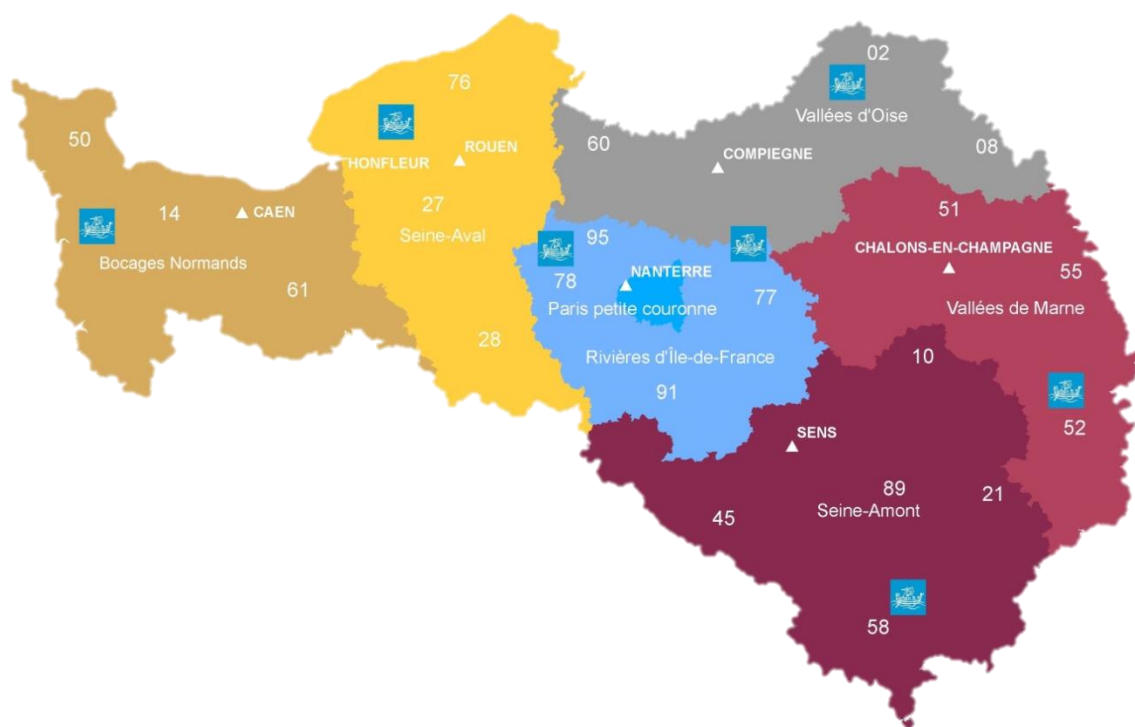 02
76
Vallées d'Oise
50
60
08
ROUEN
COMPIEGNE
HONFLEUR
27
51
14
CAEN
Seine-Aval
95
CHALONS-EN-CHAMPAGNE
Bocages Normands
78
NANTERRE
77
55
Paris petite couronne
Vallées de Marne
61
28
Rivières d'Île-de-France
10
91
SENS
52
89
21
45
Seine-Amont
58